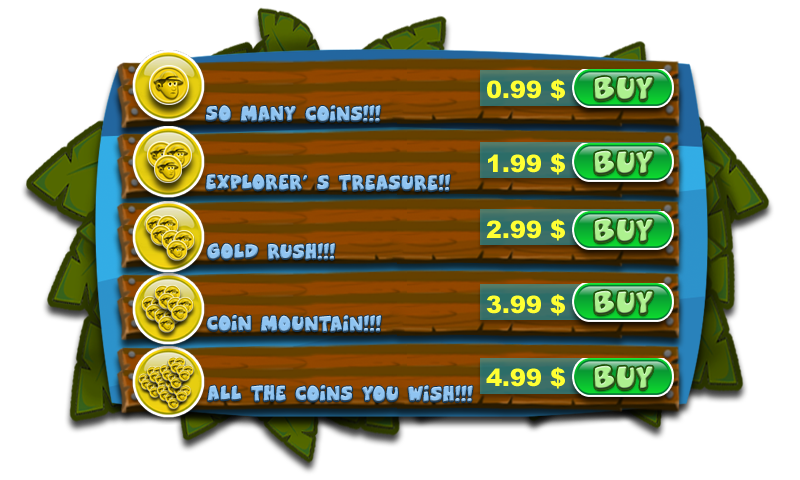 0.99 $ BUY
SO MANY COINS!!!
1.99 $ BUY
EXPLORER' S TREASURE!!
2.99 $ BUY
GOLD RUSH!!!
3.99 $ BUY
COIN MOUNTAIN!!!
4.99 $ BUY
ALL THE COINS YOU WISH!!!